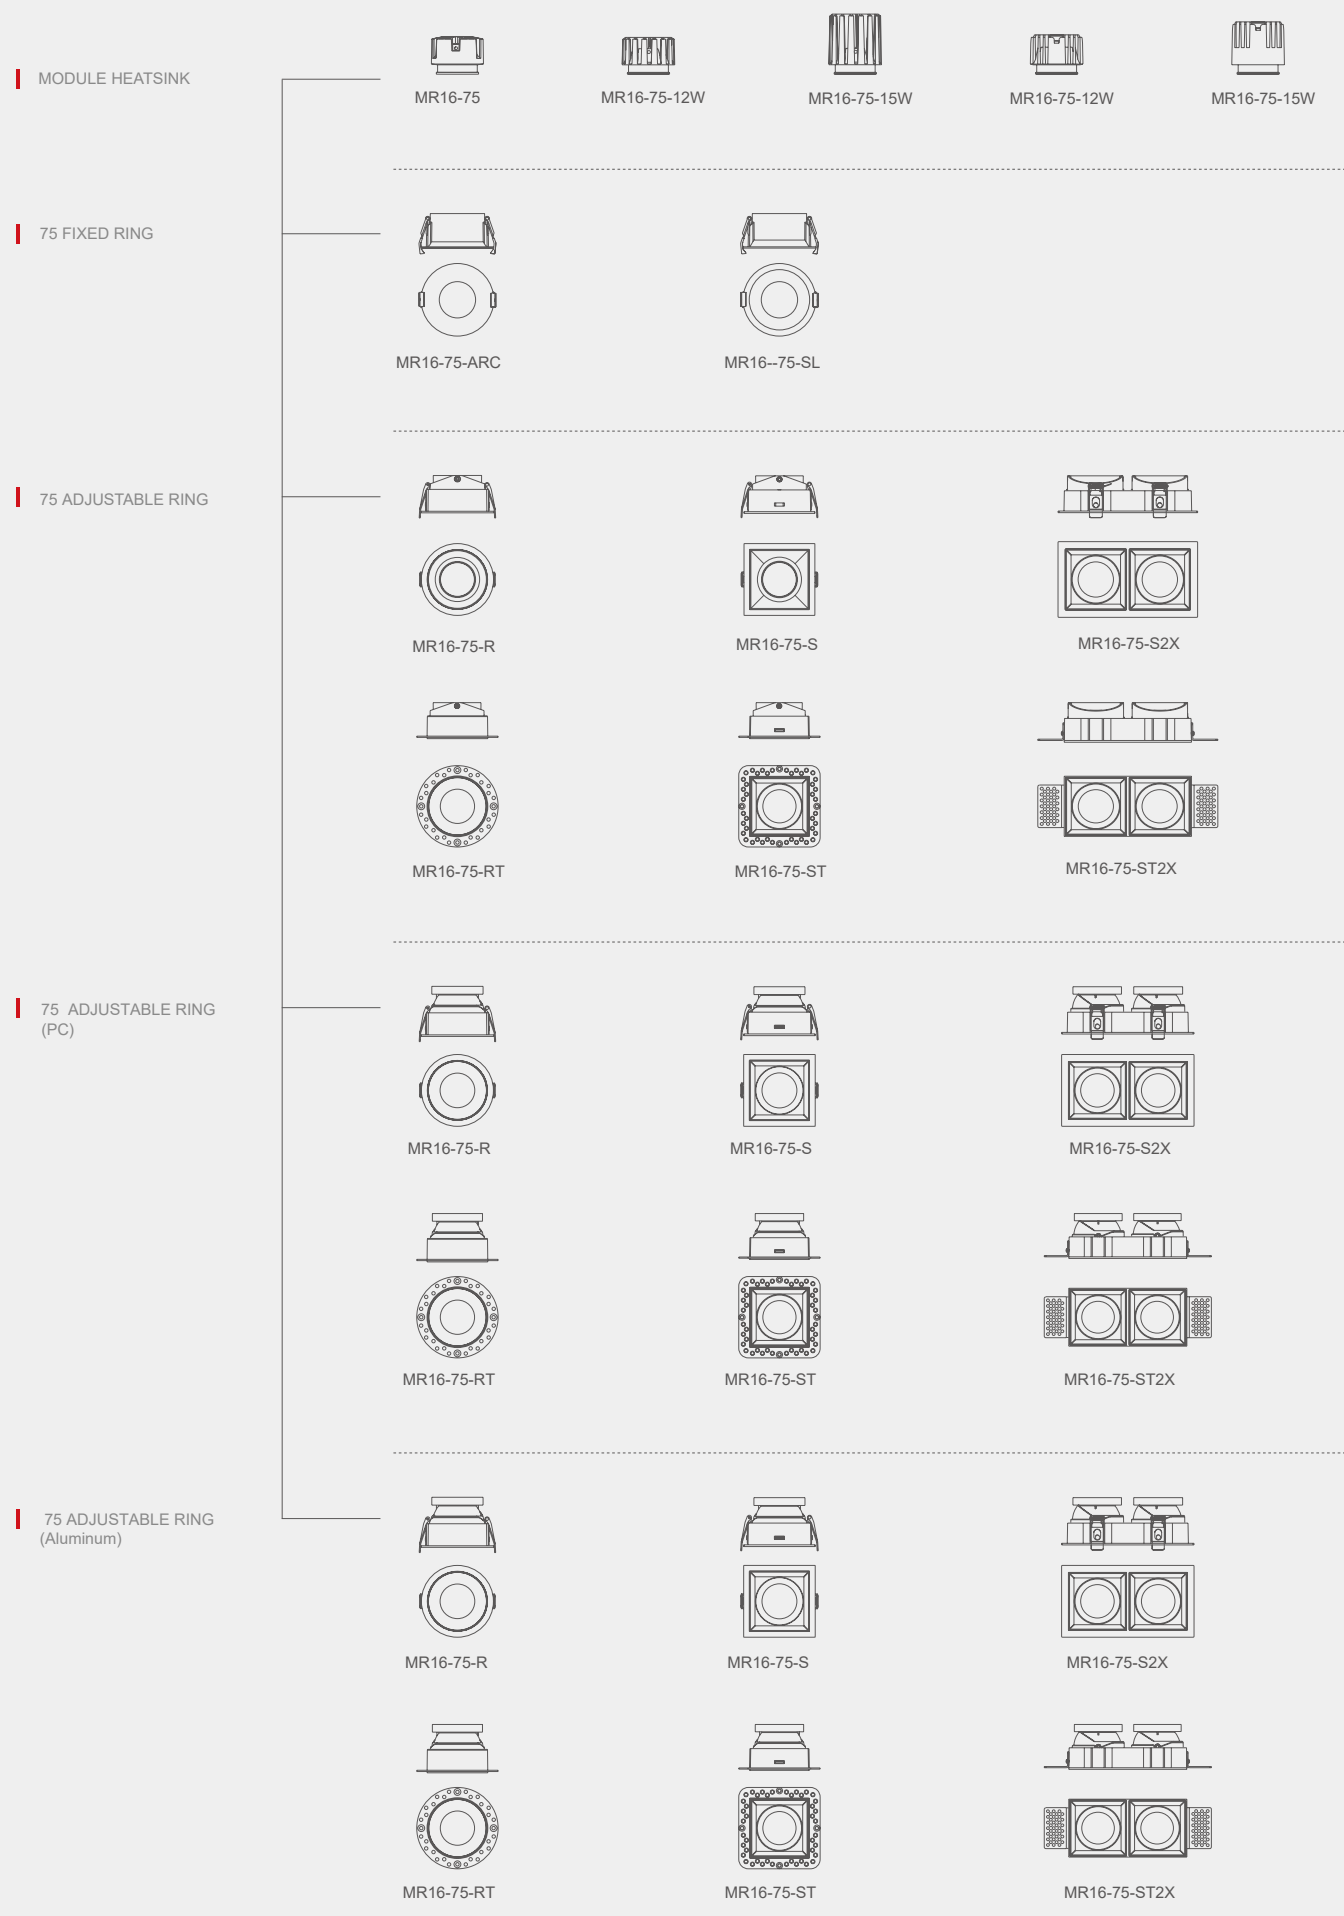 MODULE HEATSINK
MR16-75
MR16-75-12W
MR16-75-15W
MR16-75-12W
MR16-75-15W
75 FIXED RING
MR16-75-ARC
MR16--75-SL
75 ADJUSTABLE RING
MR16-75-R
MR16-75-S
MR16-75-S2X
MR16-75-RT
MR16-75-ST
MR16-75-ST2X
75 ADJUSTABLE RING
(PC)
MR16-75-R
MR16-75-S
MR16-75-S2X
MR16-75-RT
MR16-75-ST
MR16-75-ST2X
75 ADJUSTABLE RING
(Aluminum)
MR16-75-R
MR16-75-S
MR16-75-S2X
MR16-75-RT
MR16-75-ST
MR16-75-ST2X